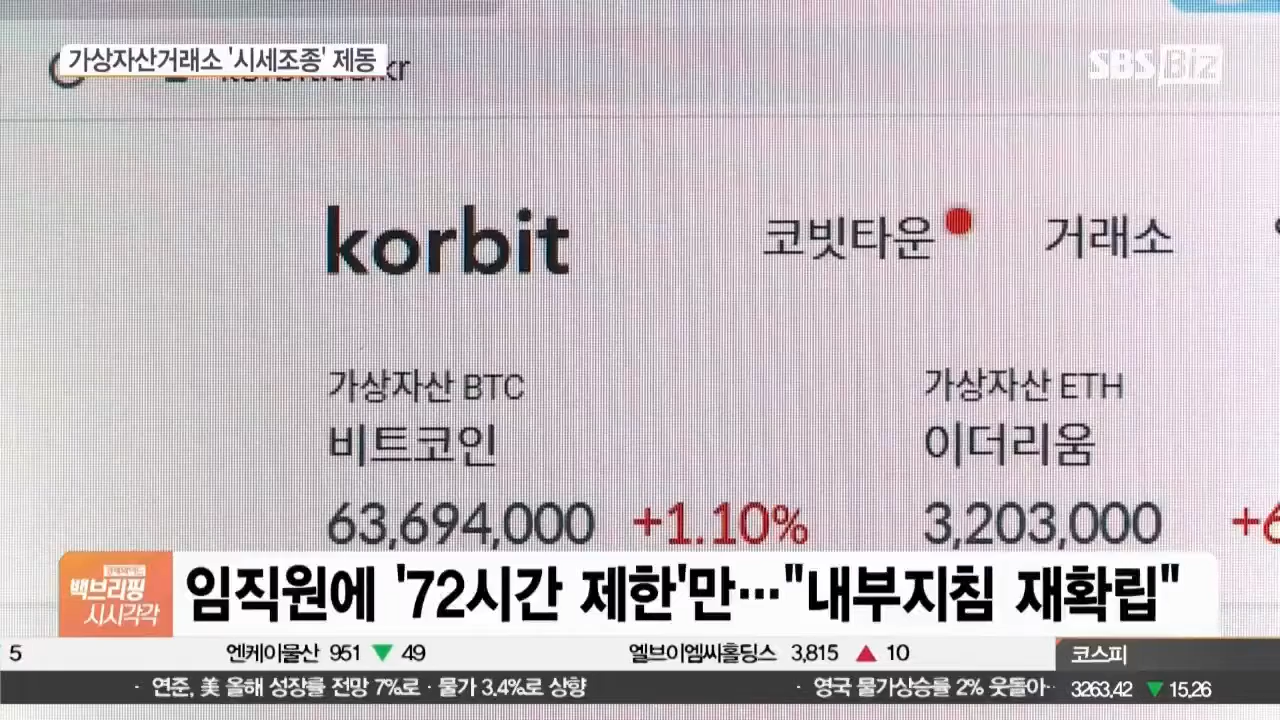 가상자산거래소 '시세조종' 제동
SBS Biz
korbit
코빗타운
거래소
가상자산 BTC
비트코인
63,694,000 +1.10%
가상자산 ETH
이더리움
3,203,000
백브리핑
시시각각
임직원에 '72시간 제한'만…"내부지침 재확립"
5 엔케이물산 951 ▼ 49 엘브이엠씨홀딩스 3,815 ▲ 10
코스피
· 연준, 美 올해 성장률 전망 7%로 · 물가 3.4%로 상향 · 영국 물가상승률 2% 웃돌아…
3263.42 ▼ 15.26